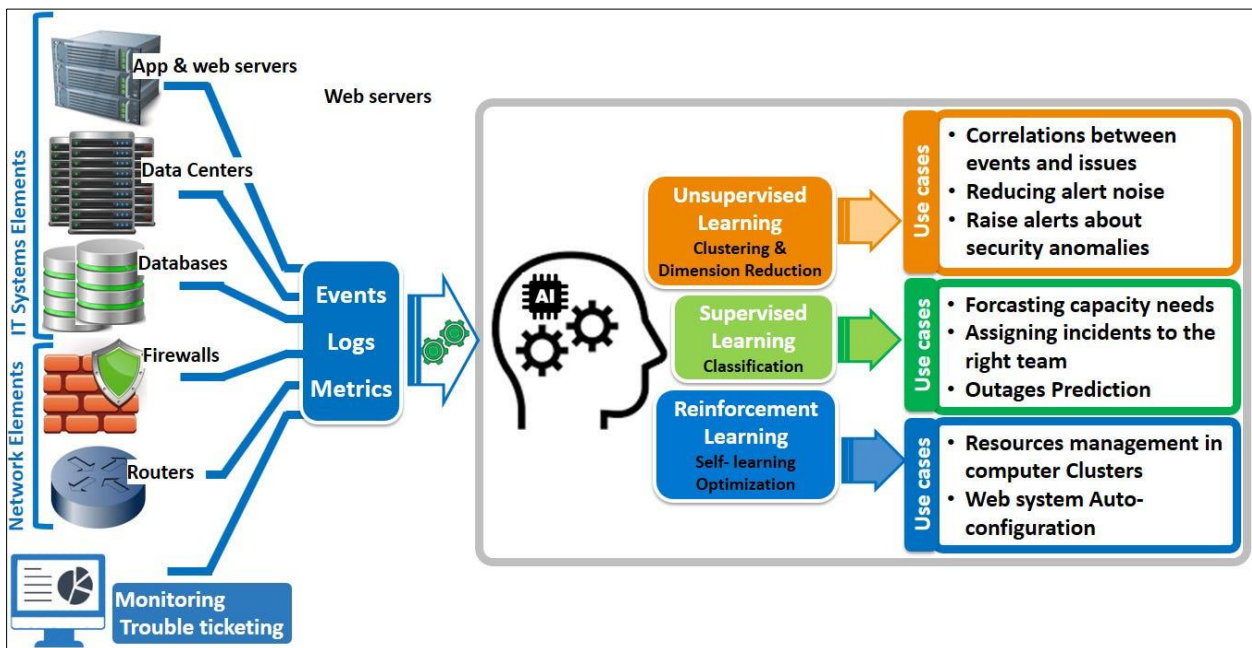 IT Systems Elements
App & web servers
Data Centers
Databases
Network Elements
Firewalls
Routers
Monitoring
Trouble ticketing
Web servers
Events
Logs
Metrics
AI
Unsupervised
Learning
Clustering &
Dimension Reduction
Use cases
• Correlations between
events and issues
• Reducing alert noise
• Raise alerts about
security anomalies
Supervised
Learning
Classification
Use cases
• Forcasting capacity needs
• Assigning incidents to the
right team
• Outages Prediction
Reinforcement
Learning
Self- learning
Optimization
Use cases
• Resources management in
computer Clusters
• Web system Auto-
configuration